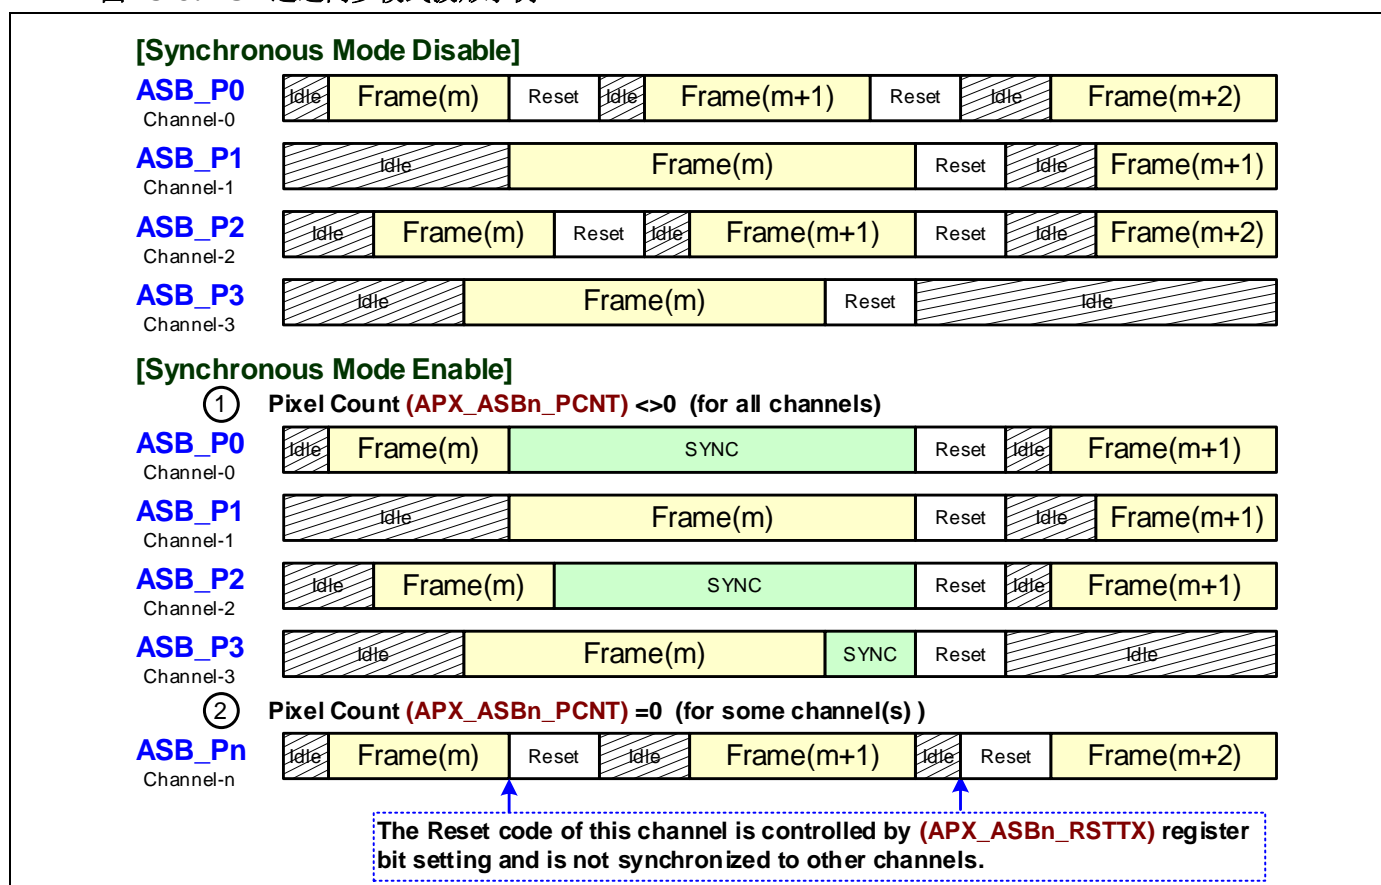 [Synchronous Mode Disable]
ASB_P0 Idle Frame(m) Reset Idle Frame(m+1) Reset Idle Frame(m+2)
Channel-0
ASB_P1 Idle Frame(m) Reset Idle Frame(m+1)
Channel-1
ASB_P2 Idle Frame(m) Reset Idle Frame(m+1) Reset Idle Frame(m+2)
Channel-2
ASB_P3 Idle Frame(m) Reset Idle
Channel-3
[Synchronous Mode Enable]
1 Pixel Count (APX_ASBn_PCNT) <>0 (for all channels)
ASB_P0 Idle Frame(m) SYNC Reset Idle Frame(m+1)
Channel-0
ASB_P1 Idle Frame(m) Reset Idle Frame(m+1)
Channel-1
ASB_P2 Idle Frame(m) SYNC Reset Idle Frame(m+1)
Channel-2
ASB_P3 Idle Frame(m) SYNC Reset Idle
Channel-3
2 Pixel Count (APX_ASBn_PCNT) =0 (for some channel(s) )
ASB_Pn Idle Frame(m) Reset Idle Frame(m+1) Idle Reset Frame(m+2)
Channel-n
The Reset code of this channel is controlled by (APX_ASBn_RSTTX) register
bit setting and is not synchronized to other channels.